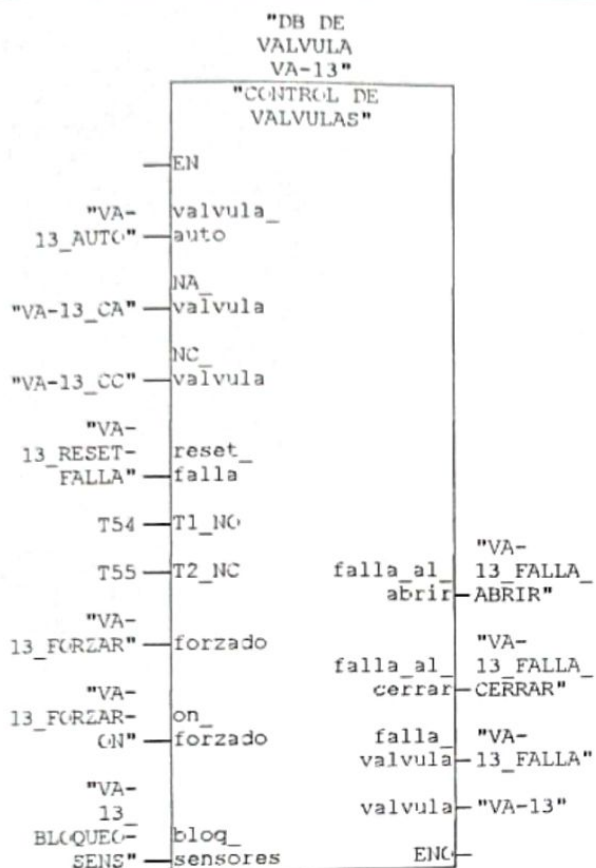 "DB DE
VALVULA
VA-13"
"CONTROL DE
VALVULAS"
EN
"VA-
13_AUTO"
valvula_
auto
"VA-13_CA"
NA_
valvula
"VA-13_CC"
NC_
valvula
"VA-
13_RESET-
FALLA"
reset_
falla
T54
T1_NO
T55
T2_NC
falla_al_
abrir
"VA-
13_FALLA_
ABRIR"
"VA-
13_FORZAR"
forzado
falla_al_
cerrar
"VA-
13_FALLA_
CERRAR"
"VA-
13_FORZAR-
ON"
on_
forzado
falla_
valvula
"VA-
13_FALLA"
valvula
"VA-13"
"VA-
13_
BLOQUEO-
SENS"
bloq_
sensores
ENO